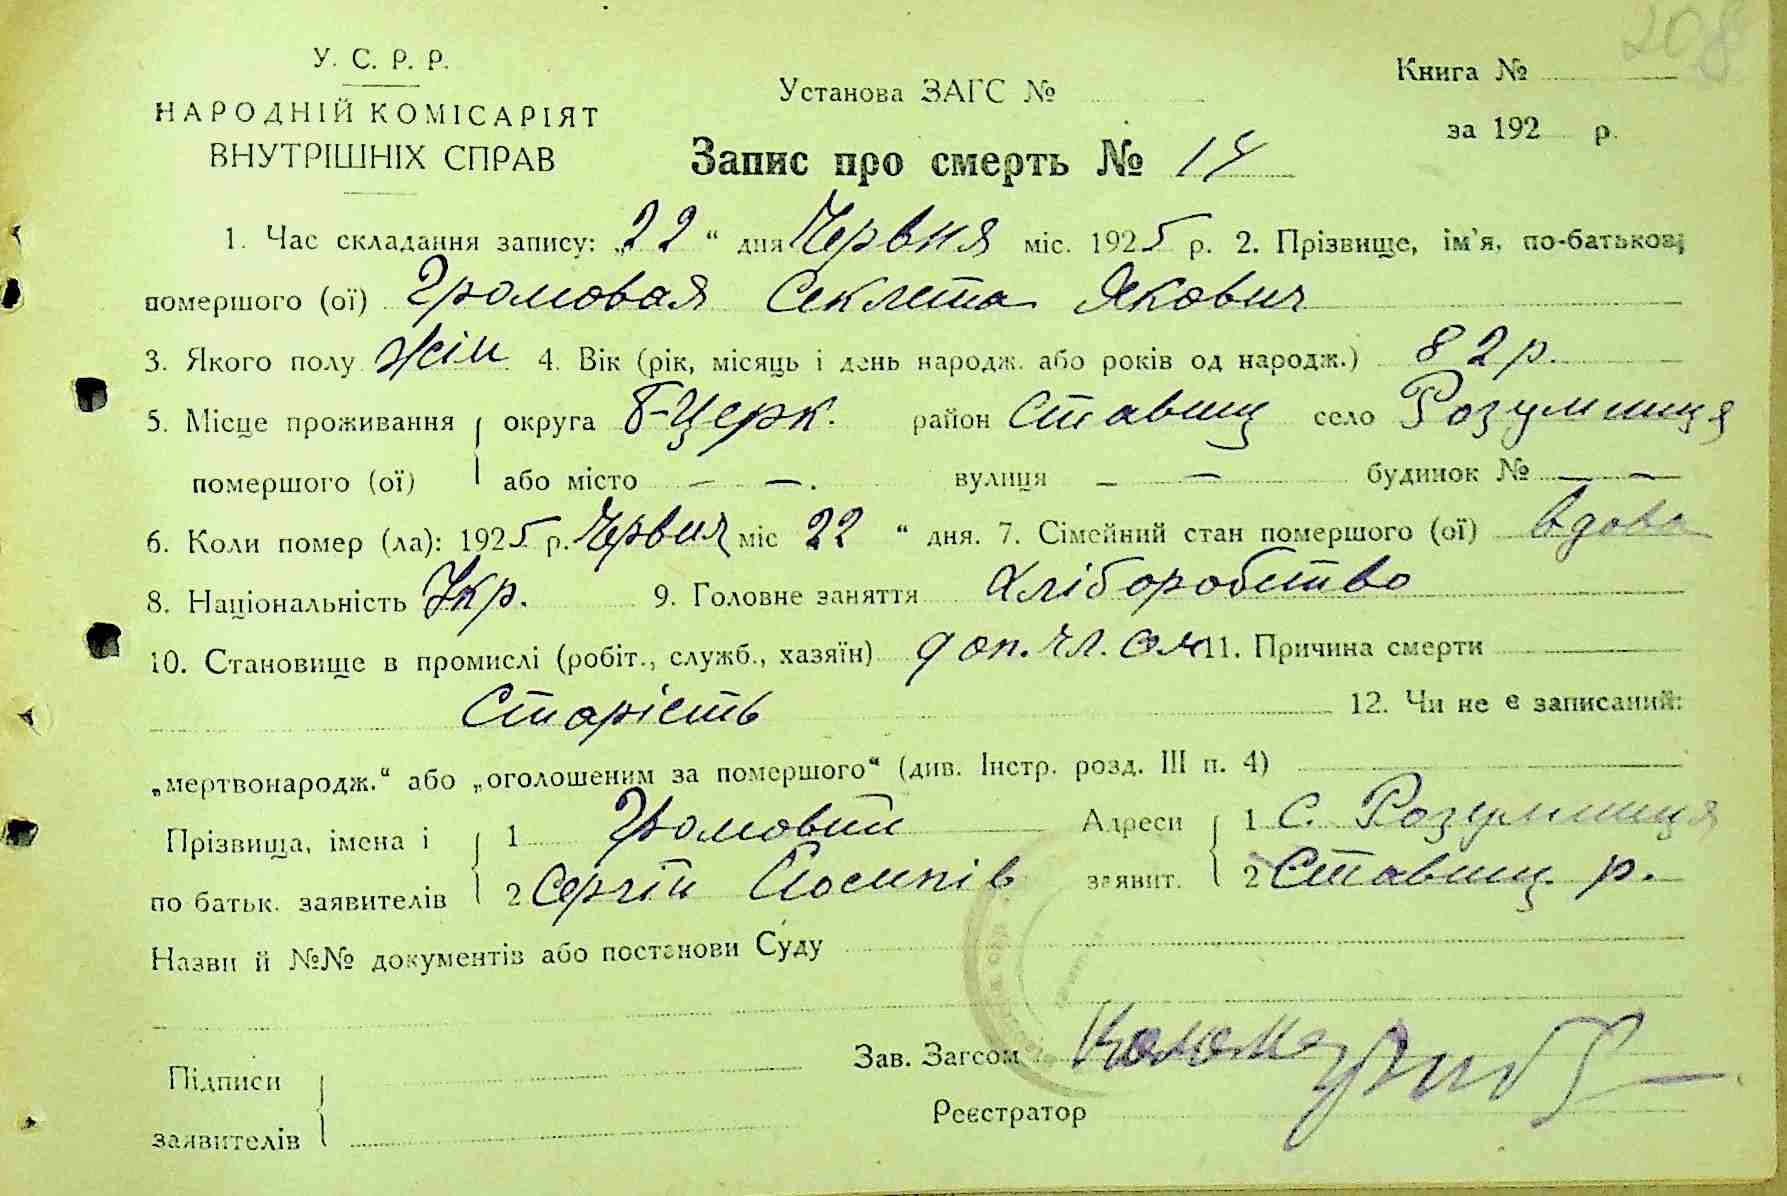 208
У. С. Р. Р.
НАРОДНІЙ КОМІСАРІЯТ
ВНУТРІШНІХ СПРАВ
Установа ЗАГС №
Книга №
за 192 р.
Запис про смерть № 14
1. Час складання запису: „22“ дня Червня міс. 1925 р. 2. Прізвище, ім'я, по-батькові
помершого (ої) Громовая Секлета Якович
3. Якого полу жін 4. Вік (рік, місяць і день народж. або років од народж.) 82 р.
5. Місце проживання помершого (ої) округа Б-Церк. район Ставищ село Розумниця
або місто – –. вулиця – – будинок № – –
6. Коли помер (ла): 1925 р. Червня міс 22 “ дня. 7. Сімейний стан помершого (ої) вдова
8. Національність Укр. 9. Головне заняття Хліборобство
10. Становище в промислі (робіт., служб., хазяїн) доп. чл. сем 11. Причина смерти
Старість 12. Чи не є записаний:
„мертвонародж.“ або „оголошеним за помершого“ (див. Інстр. розд. III п. 4)
Прізвища, імена і по батьк. заявителів 1 Громовий Адреси заявит. 1 С. Розумниця
2 Сергій Йосипів 2 Ставищ. р.
Назви й №№ документів або постанови Суду
Зав. Загсом
Підписи заявителів
Реєстратор